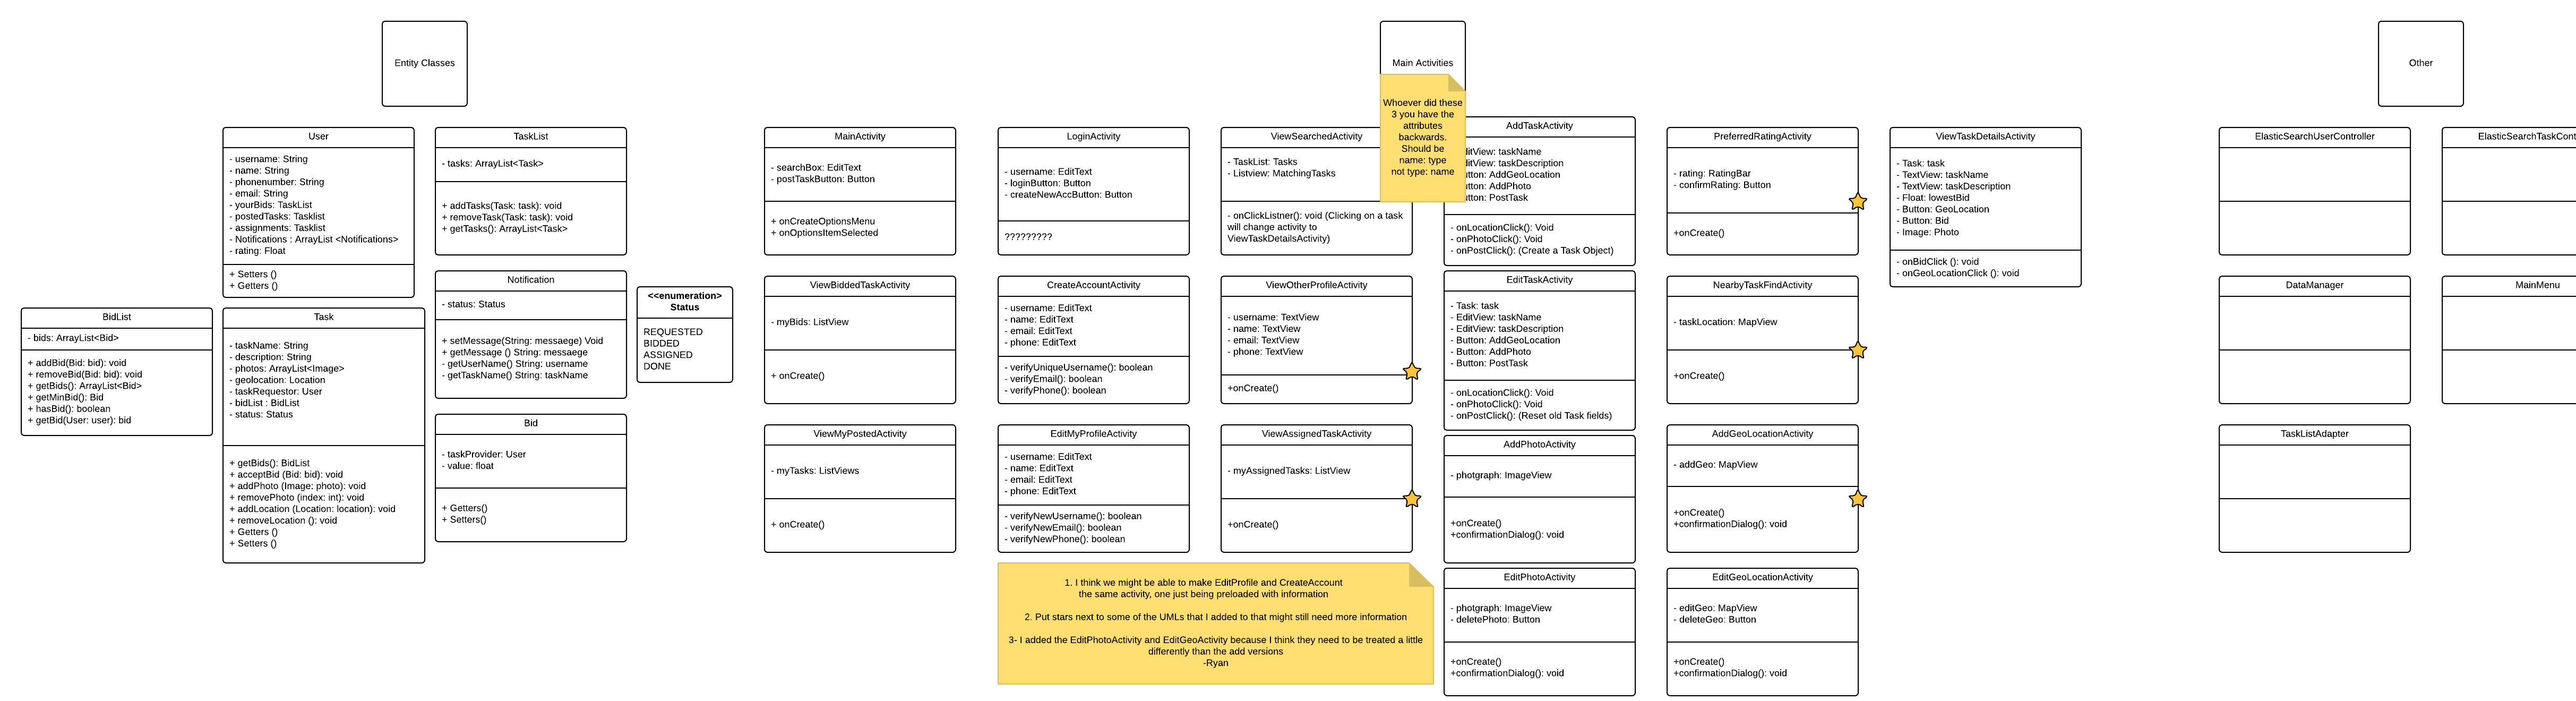 Entity Classes
Main Activities
Other
Whoever did these
3 you have the
attributes
backwards.
Should be
name: type
not type: name
User
- username: String
- name: String
- phonenumber: String
- email: String
- yourBids: TaskList
- postedTasks: Tasklist
- assignments: Tasklist
- Notifications : ArrayList <Notifications>
- rating: Float
+ Setters ()
+ Getters ()
TaskList
- tasks: ArrayList<Task>
+ addTasks(Task: task): void
+ removeTask(Task: task): void
+ getTasks(): ArrayList<Task>
Notification
- status: Status
+ setMessage(String: messaege) Void
+ getMessage () String: messaege
- getUserName() String: username
- getTaskName() String: taskName
<<enumeration>
Status
REQUESTED
BIDDED
ASSIGNED
DONE
BidList
- bids: ArrayList<Bid>
+ addBid(Bid: bid): void
+ removeBid(Bid: bid): void
+ getBids(): ArrayList<Bid>
+ getMinBid(): Bid
+ hasBid(): boolean
+ getBid(User: user): bid
Task
- taskName: String
- description: String
- photos: ArrayList<Image>
- geolocation: Location
- taskRequestor: User
- bidList : BidList
- status: Status
+ getBids(): BidList
+ acceptBid (Bid: bid): void
+ addPhoto (Image: photo): void
+ removePhoto (index: int): void
+ addLocation (Location: location): void
+ removeLocation (): void
+ Getters ()
+ Setters ()
Bid
- taskProvider: User
- value: float
+ Getters()
+ Setters()
MainActivity
- searchBox: EditText
- postTaskButton: Button
+ onCreateOptionsMenu
+ onOptionsItemSelected
LoginActivity
- username: EditText
- loginButton: Button
- createNewAccButton: Button
?????????
ViewSearchedActivity
- TaskList: Tasks
- Listview: MatchingTasks
- onClickListner(): void (Clicking on a task
will change activity to
ViewTaskDetailsActivity)
AddTaskActivity
ditView: taskName
ditView: taskDescription
utton: AddGeoLocation
utton: AddPhoto
utton: PostTask
- onLocationClick(): Void
- onPhotoClick(): Void
- onPostClick(): (Create a Task Object)
PreferredRatingActivity
- rating: RatingBar
- confirmRating: Button
+onCreate()
ViewTaskDetailsActivity
- Task: task
- TextView: taskName
- TextView: taskDescription
- Float: lowestBid
- Button: GeoLocation
- Button: Bid
- Image: Photo
- onBidClick (): void
- onGeoLocationClick (): void
ViewBiddedTaskActivity
- myBids: ListView
+ onCreate()
CreateAccountActivity
- username: EditText
- name: EditText
- email: EditText
- phone: EditText
- verifyUniqueUsername(): boolean
- verifyEmail(): boolean
- verifyPhone(): boolean
ViewOtherProfileActivity
- username: TextView
- name: TextView
- email: TextView
- phone: TextView
+onCreate()
EditTaskActivity
- Task: task
- EditView: taskName
- EditView: taskDescription
- Button: AddGeoLocation
- Button: AddPhoto
- Button: PostTask
- onLocationClick(): Void
- onPhotoClick(): Void
- onPostClick(): (Reset old Task fields)
NearbyTaskFindActivity
- taskLocation: MapView
+onCreate()
ViewMyPostedActivity
- myTasks: ListViews
+ onCreate()
EditMyProfileActivity
- username: EditText
- name: EditText
- email: EditText
- phone: EditText
- verifyNewUsername(): boolean
- verifyNewEmail(): boolean
- verifyNewPhone(): boolean
ViewAssignedTaskActivity
- myAssignedTasks: ListView
+onCreate()
AddPhotoActivity
- photgraph: ImageView
+onCreate()
+confirmationDialog(): void
AddGeoLocationActivity
- addGeo: MapView
+onCreate()
+confirmationDialog(): void
1. I think we might be able to make EditProfile and CreateAccount
the same activity, one just being preloaded with information
2. Put stars next to some of the UMLs that I added to that might still need more information
3- I added the EditPhotoActivity and EditGeoActivity because I think they need to be treated a little
differently than the add versions
-Ryan
EditPhotoActivity
- photgraph: ImageView
- deletePhoto: Button
+onCreate()
+confirmationDialog(): void
EditGeoLocationActivity
- editGeo: MapView
- deleteGeo: Button
+onCreate()
+confirmationDialog(): void
ElasticSearchUserController
ElasticSearchTaskCont
DataManager
MainMenu
TaskListAdapter